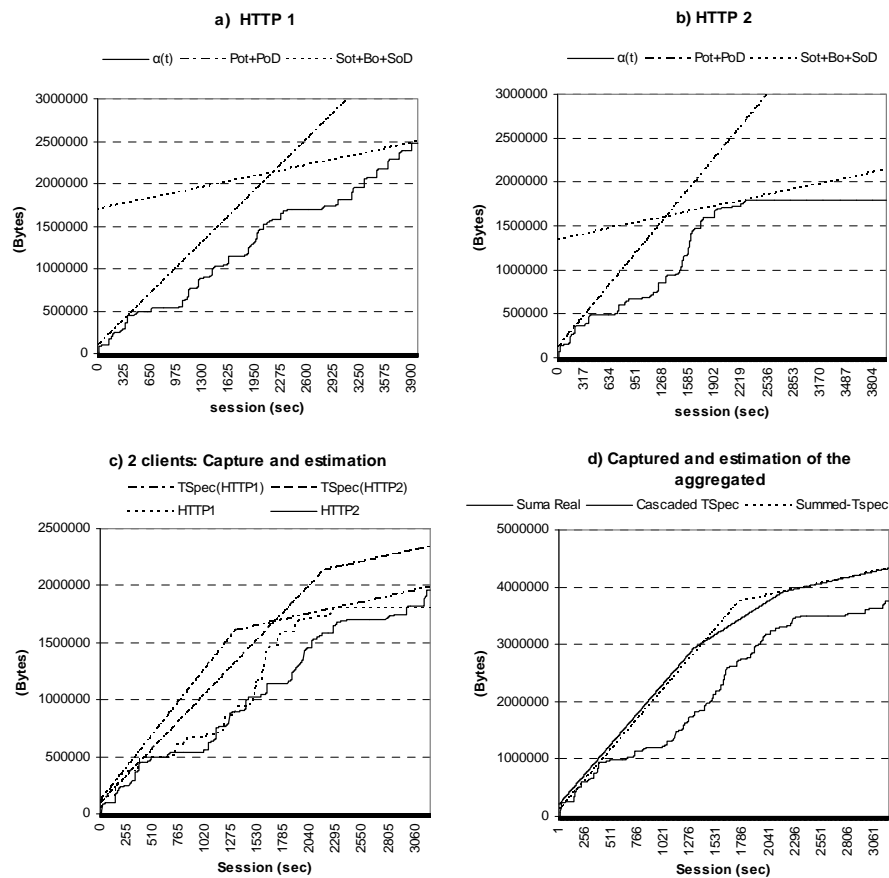 a) HTTP 1
α(t) Pot+PoD Sot+Bo+SoD
3000000
2500000
2000000
1500000
1000000
500000
0
(Bytes)
0 325 650 975 1300 1625 1950 2275 2600 2925 3250 3575 3900
session (sec)
b) HTTP 2
α(t) Pot+PoD Sot+Bo+SoD
3000000
2500000
2000000
1500000
1000000
500000
0
(Bytes)
0 317 634 951 1268 1585 1902 2219 2536 2853 3170 3487 3804
session (sec)
c) 2 clients: Capture and estimation
TSpec(HTTP1) TSpec(HTTP2)
HTTP1 HTTP2
2500000
2000000
1500000
1000000
500000
0
(Bytes)
0 255 510 765 1020 1275 1530 1785 2040 2295 2550 2805 3060
Session (sec)
d) Captured and estimation of the
aggregated
Suma Real Cascaded TSpec Summed-Tspec
5000000
4000000
3000000
2000000
1000000
0
(Bytes)
1 256 511 766 1021 1276 1531 1786 2041 2296 2551 2806 3061
Session (sec)